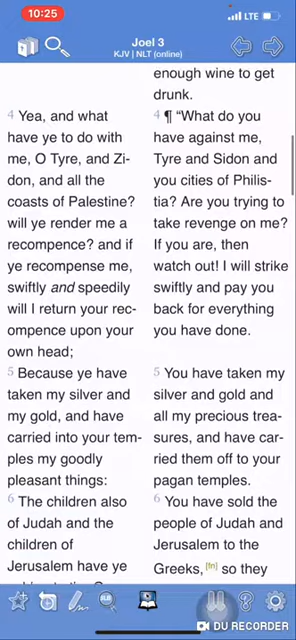 10:25
LTE
Joel 3
KJV | NLT (online)
4 Yea, and what
have ye to do with
me, O Tyre, and Zi-
don, and all the
coasts of Palestine?
will ye render me a
recompence? and if
ye recompense me,
swiftly and speedily
will I return your rec-
ompence upon your
own head;
5 Because ye have
taken my silver and
my gold, and have
carried into your tem-
ples my goodly
pleasant things:
6 The children also
of Judah and the
children of
Jerusalem have ye
enough wine to get
drunk.
4 ¶ “What do you
have against me,
Tyre and Sidon and
you cities of Philis-
tia? Are you trying to
take revenge on me?
If you are, then
watch out! I will strike
swiftly and pay you
back for everything
you have done.
5 You have taken my
silver and gold and
all my precious trea-
sures, and have car-
ried them off to your
pagan temples.
6 You have sold the
people of Judah and
Jerusalem to the
Greeks,[fn] so they
DU RECORDER